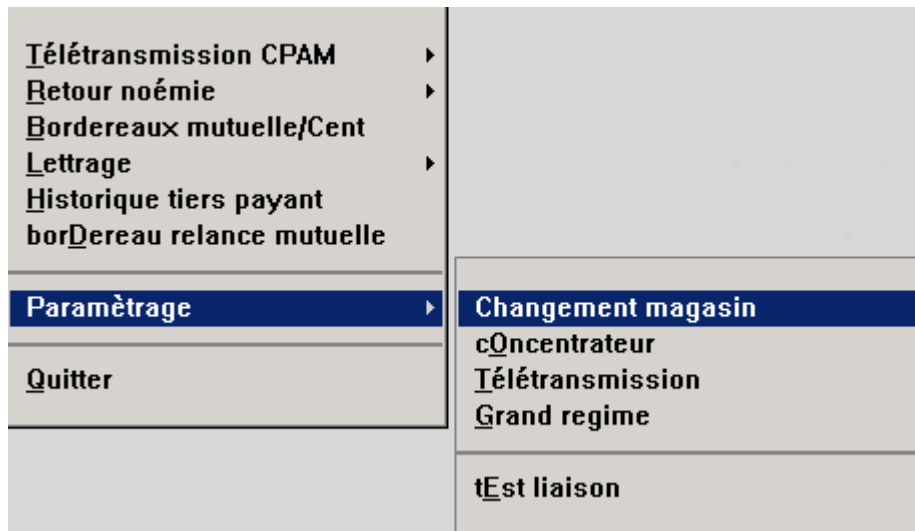 Télétransmission CPAM
Retour noémie
Bordereaux mutuelle/Cent
Lettrage
Historique tiers payant
borDereau relance mutuelle
Paramètrage
Quitter
Changement magasin
cOncentrateur
Télétransmission
Grand regime
tEst liaison